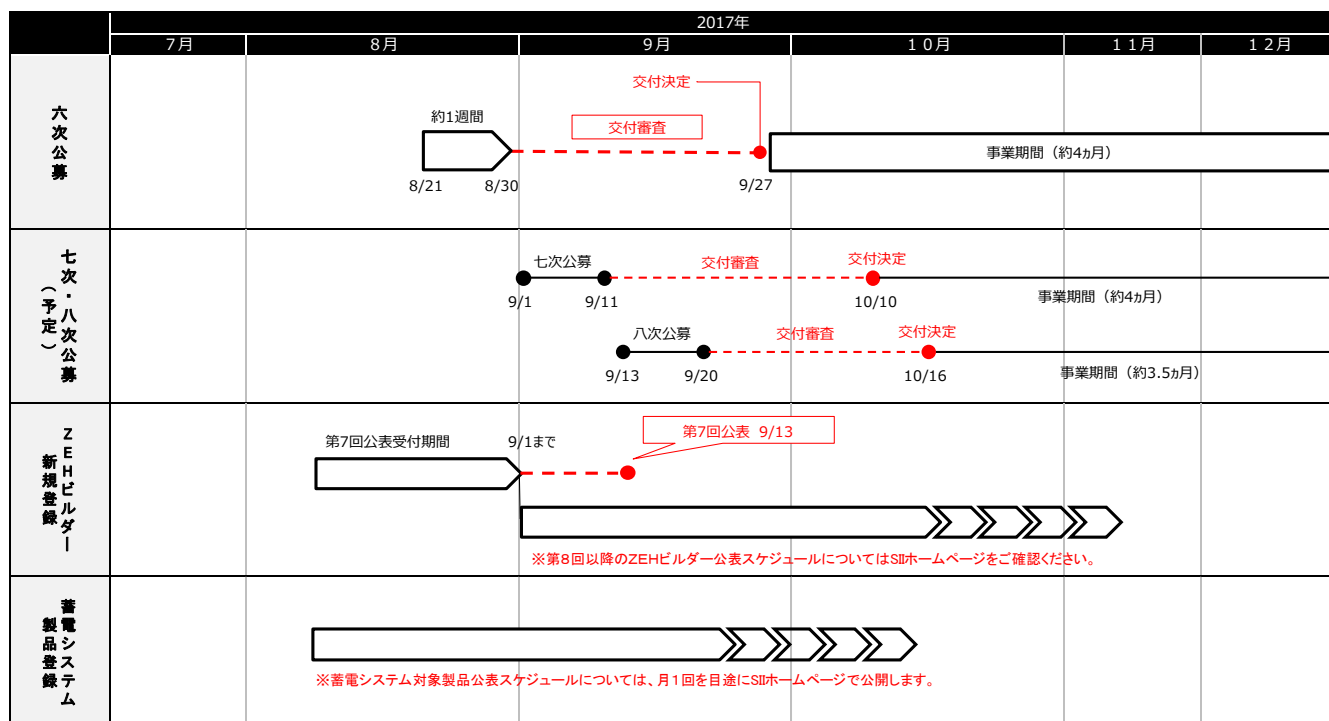 2017年
7月
8月
9月
１０月
１１月
１２月
六次公募
交付決定
約1週間
交付審査
事業期間（約4ヵ月）
8/21
8/30
9/27
七次・八次公募
（予定）
七次公募
交付審査
交付決定
9/1
9/11
10/10
事業期間（約4ヵ月）
八次公募
交付審査
交付決定
9/13
9/20
10/16
事業期間（約3.5ヵ月）
ZEHビルダー
新規登録
第7回公表受付期間
9/1まで
第7回公表 9/13
※第8回以降のZEHビルダー公表スケジュールについてはSIIホームページをご確認ください。
蓄電システム
製品登録
※蓄電システム対象製品公表スケジュールについては、月1回を目途にSIIホームページで公開します。